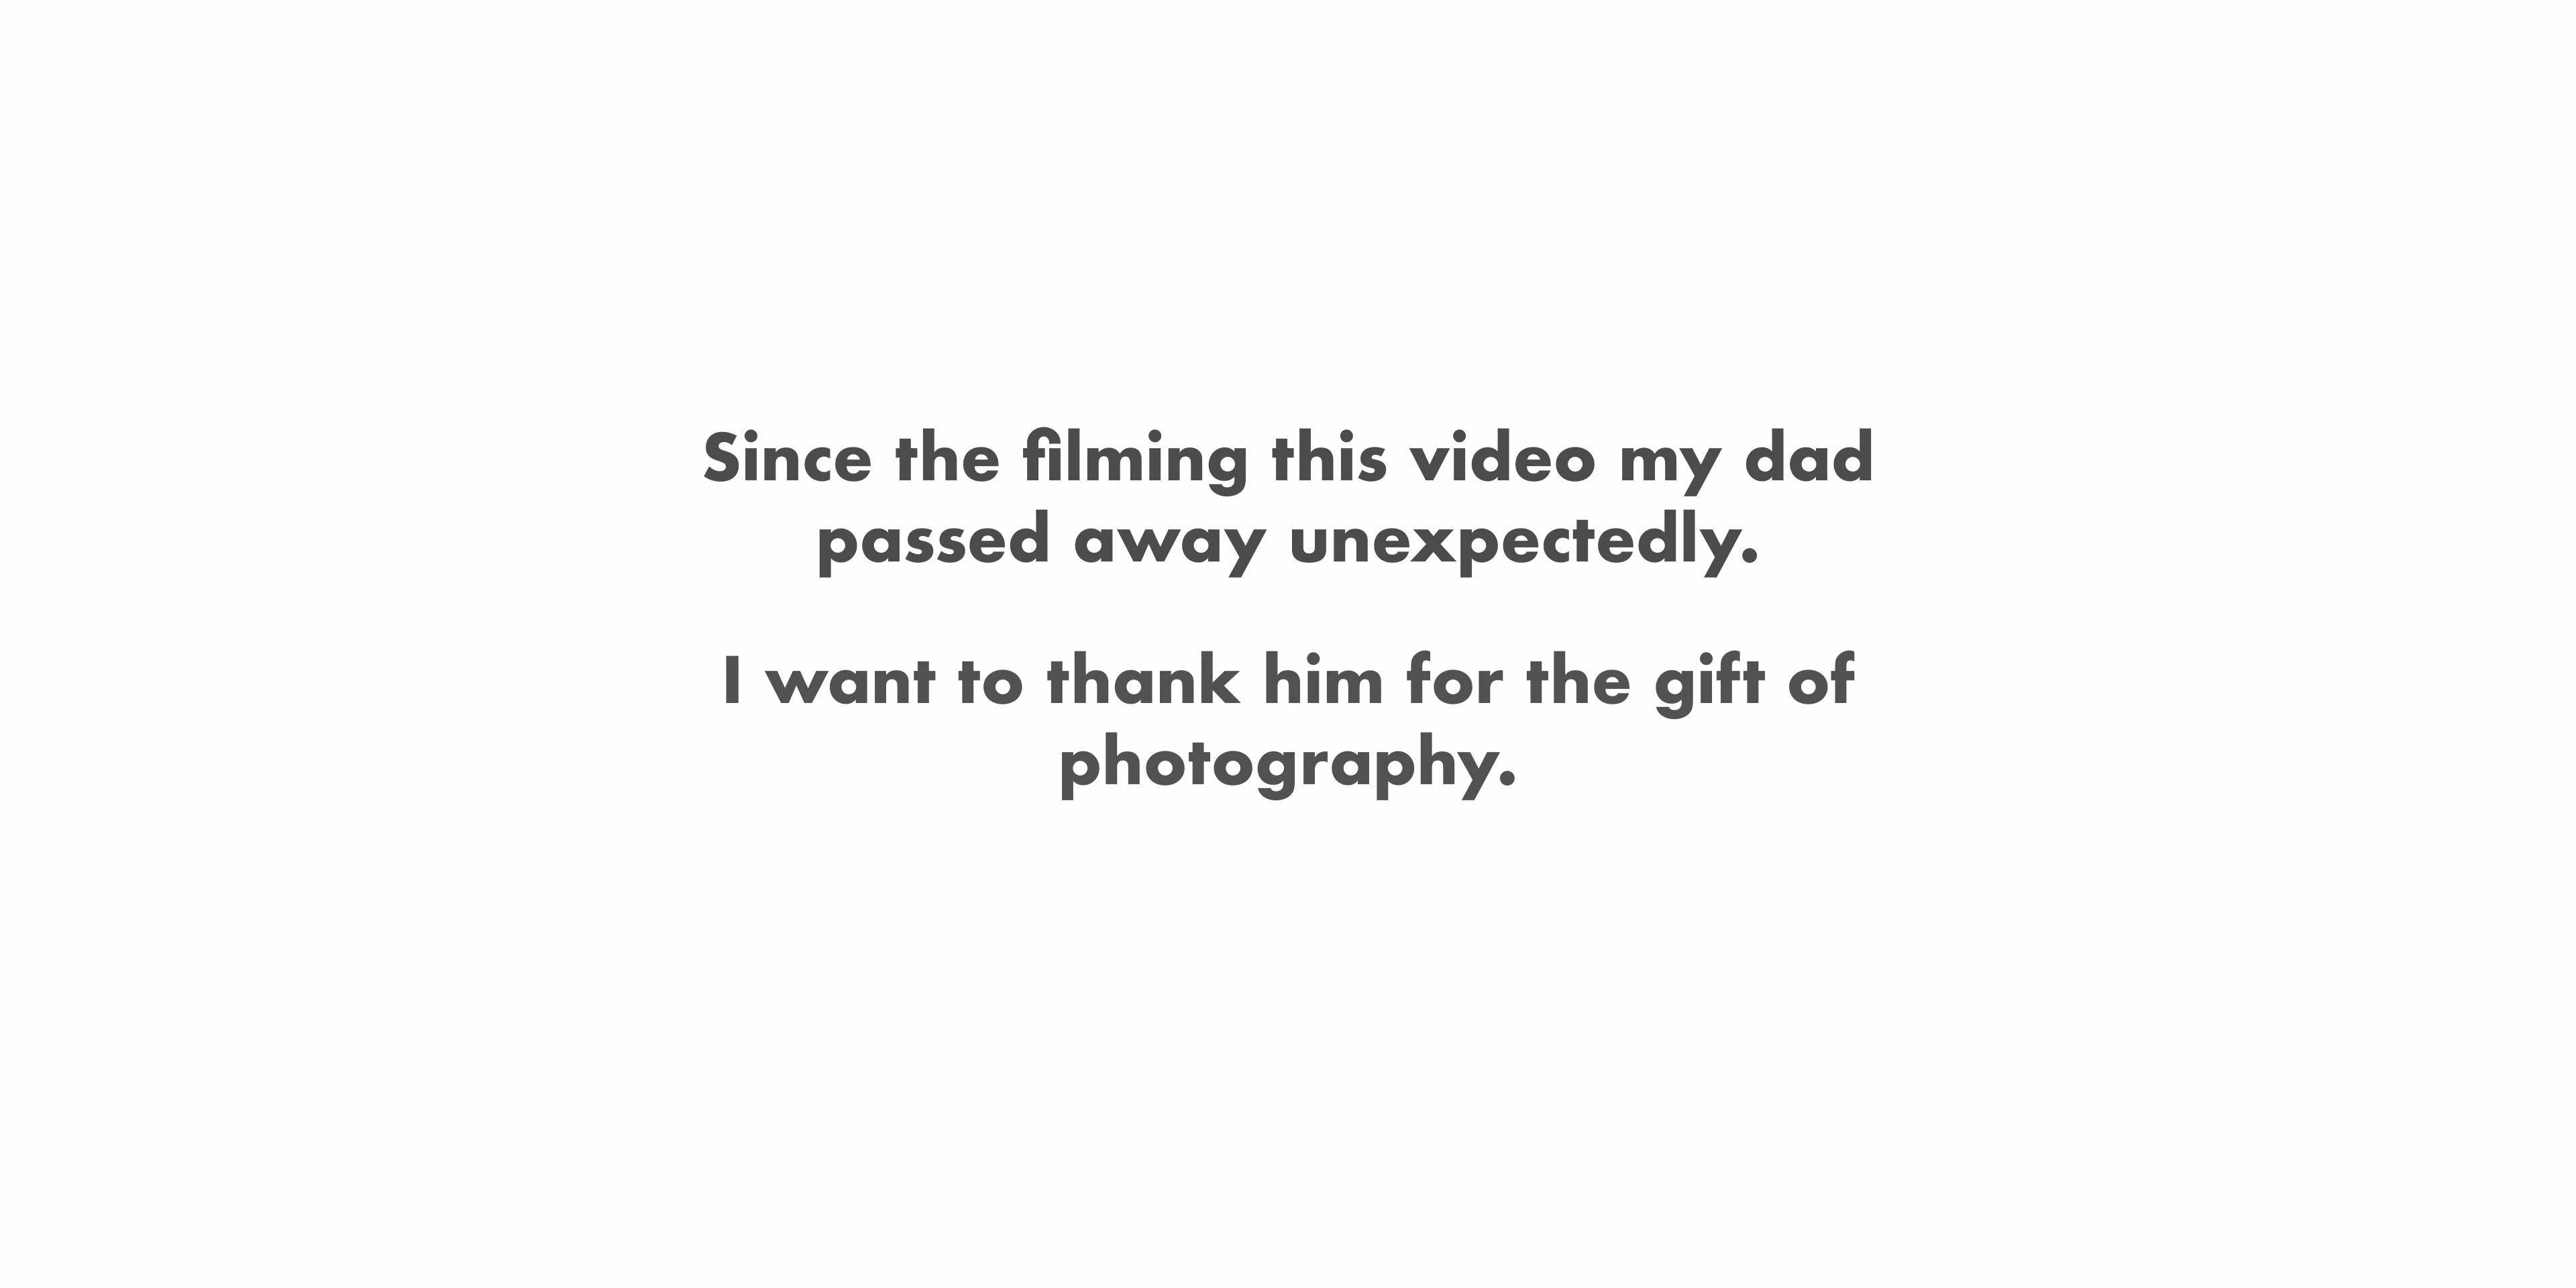 Since the filming this video my dad
passed away unexpectedly.
I want to thank him for the gift of
photography.